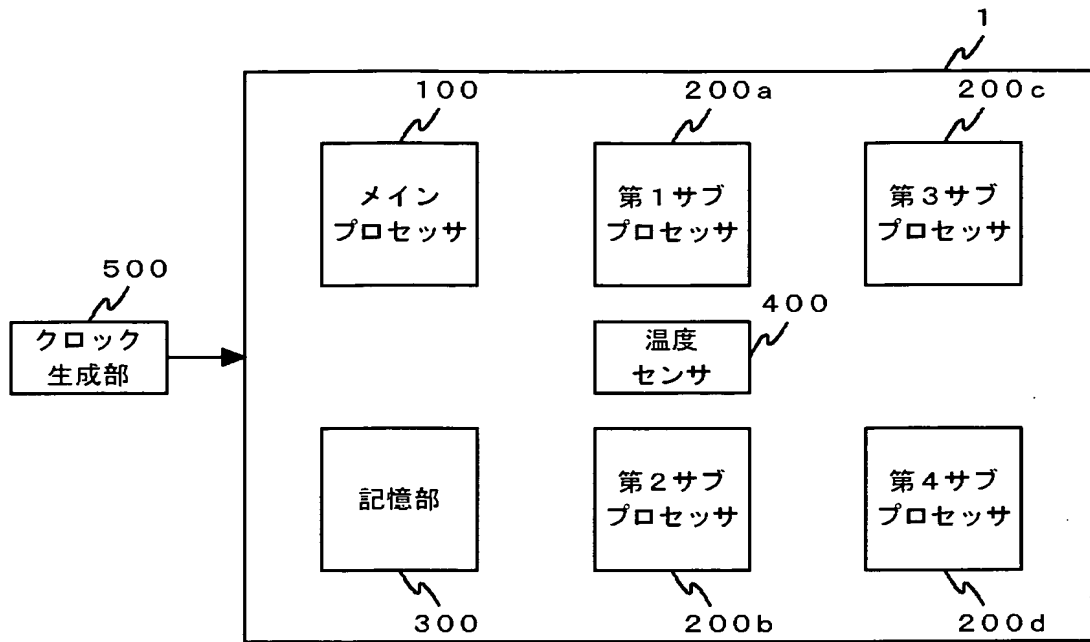 1
100
200a
200c
メイン
プロセッサ
第1サブ
プロセッサ
第3サブ
プロセッサ
500
クロック
生成部
400
温度
センサ
記憶部
第2サブ
プロセッサ
第4サブ
プロセッサ
300
200b
200d